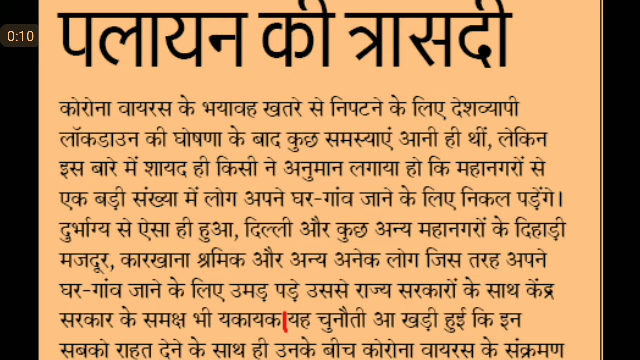 0:10
पलायन की त्रासदी
कोरोना वायरस के भयावह खतरे से निपटने के लिए देशव्यापी
लॉकडाउन की घोषणा के बाद कुछ समस्याएं आनी ही थीं, लेकिन
इस बारे में शायद ही किसी ने अनुमान लगाया हो कि महानगरों से
एक बड़ी संख्या में लोग अपने घर-गांव जाने के लिए निकल पड़ेंगे।
दुर्भाग्य से ऐसा ही हुआ, दिल्ली और कुछ अन्य महानगरों के दिहाड़ी
मजदूर, कारखाना श्रमिक और अन्य अनेक लोग जिस तरह अपने
घर-गांव जाने के लिए उमड़ पड़े उससे राज्य सरकारों के साथ केंद्र
सरकार के समक्ष भी यकायक यह चुनौती आ खड़ी हुई कि इन
सबको राहत देने के साथ ही उनके बीच कोरोना वायरस के संक्रमण